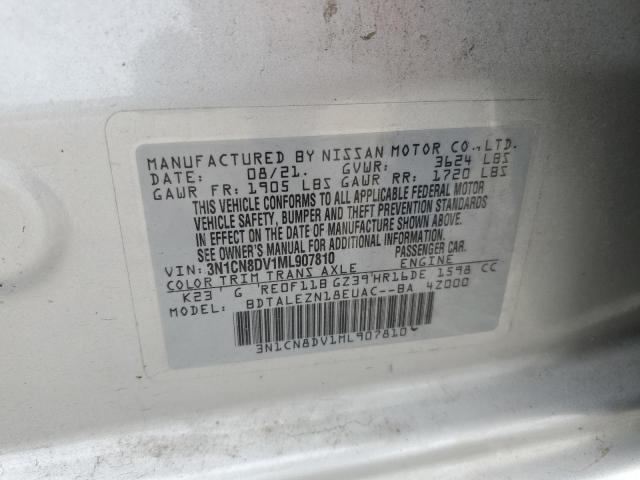 MANUFACTURED BY NISSAN MOTOR CO.,LTD.
DATE: 08/21. GVWR: 3624 LBS
GAWR FR: 1905 LBS GAWR RR: 1720 LBS
THIS VEHICLE CONFORMS TO ALL APPLICABLE FEDERAL MOTOR
VEHICLE SAFETY, BUMPER AND THEFT PREVENTION STANDARDS
IN EFFECT ON THE DATE OF MANUFACTURE SHOWN ABOVE.
SEE OWNER'S MANUAL FOR ADDITIONAL INFORMATION.
VIN: 3N1CN8DV1ML907810 PASSENGER CAR.
COLOR TRIM TRANS AXLE ENGINE
K23 G RE0F11B GZ39 HR16DE 1598 CC
MODEL: BDTALEZN18EUAC--BA 4Z000
3N1CN8DV1ML907810